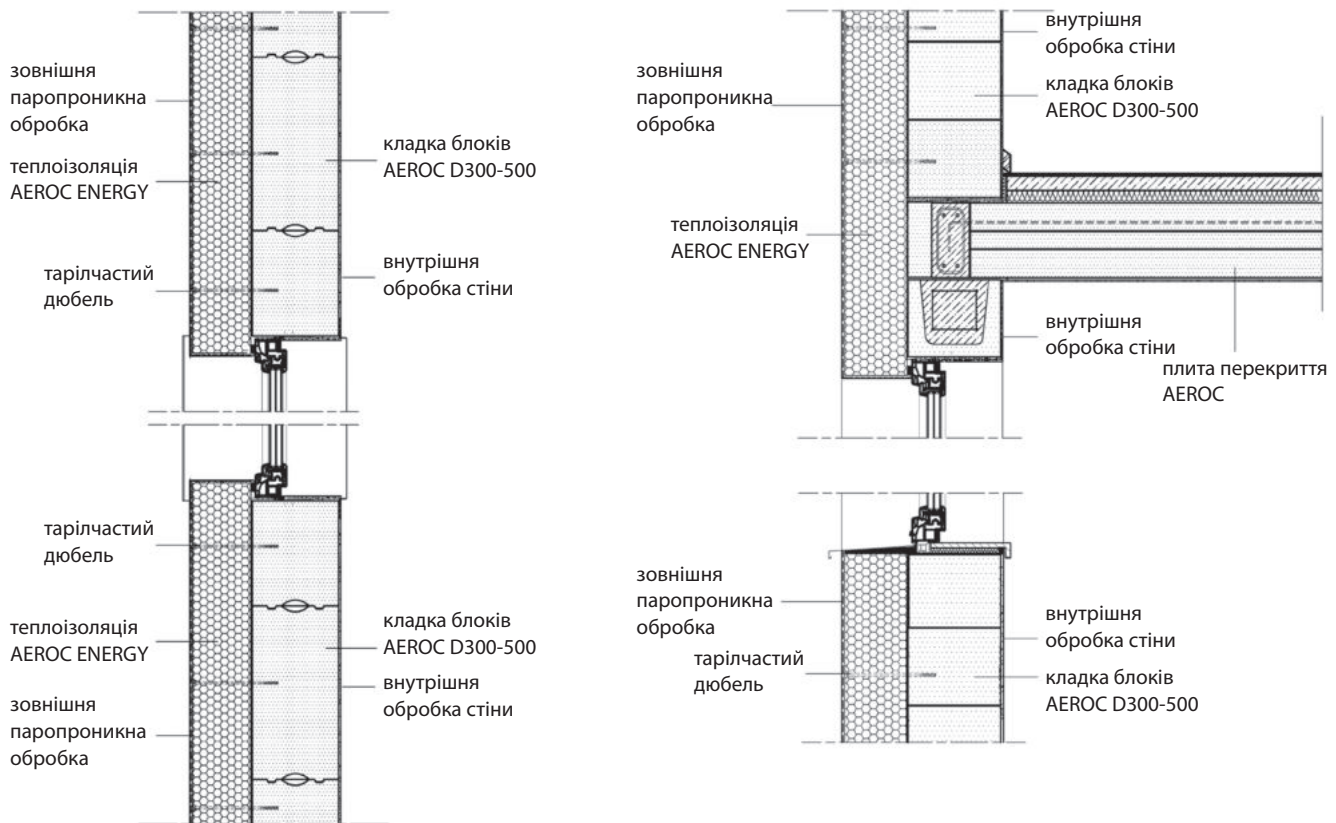 зовнішня
паропроникна
обробка
теплоізоляція
AEROC ENERGY
тарілчастий
дюбель
кладка блоків
AEROC D300-500
внутрішня
обробка стіни
тарілчастий
дюбель
теплоізоляція
AEROC ENERGY
зовнішня
паропроникна
обробка
кладка блоків
AEROC D300-500
внутрішня
обробка стіни
зовнішня
паропроникна
обробка
теплоізоляція
AEROC ENERGY
внутрішня
обробка стіни
кладка блоків
AEROC D300-500
внутрішня
обробка стіни
плита перекриття
AEROC
зовнішня
паропроникна
обробка
тарілчастий
дюбель
внутрішня
обробка стіни
кладка блоків
AEROC D300-500